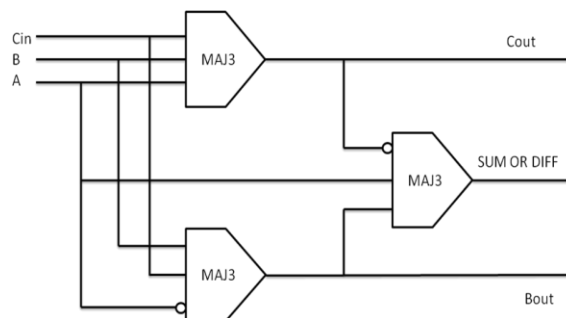 Cin
B
A
MAJ3
Cout
MAJ3
SUM OR DIFF
MAJ3
Bout